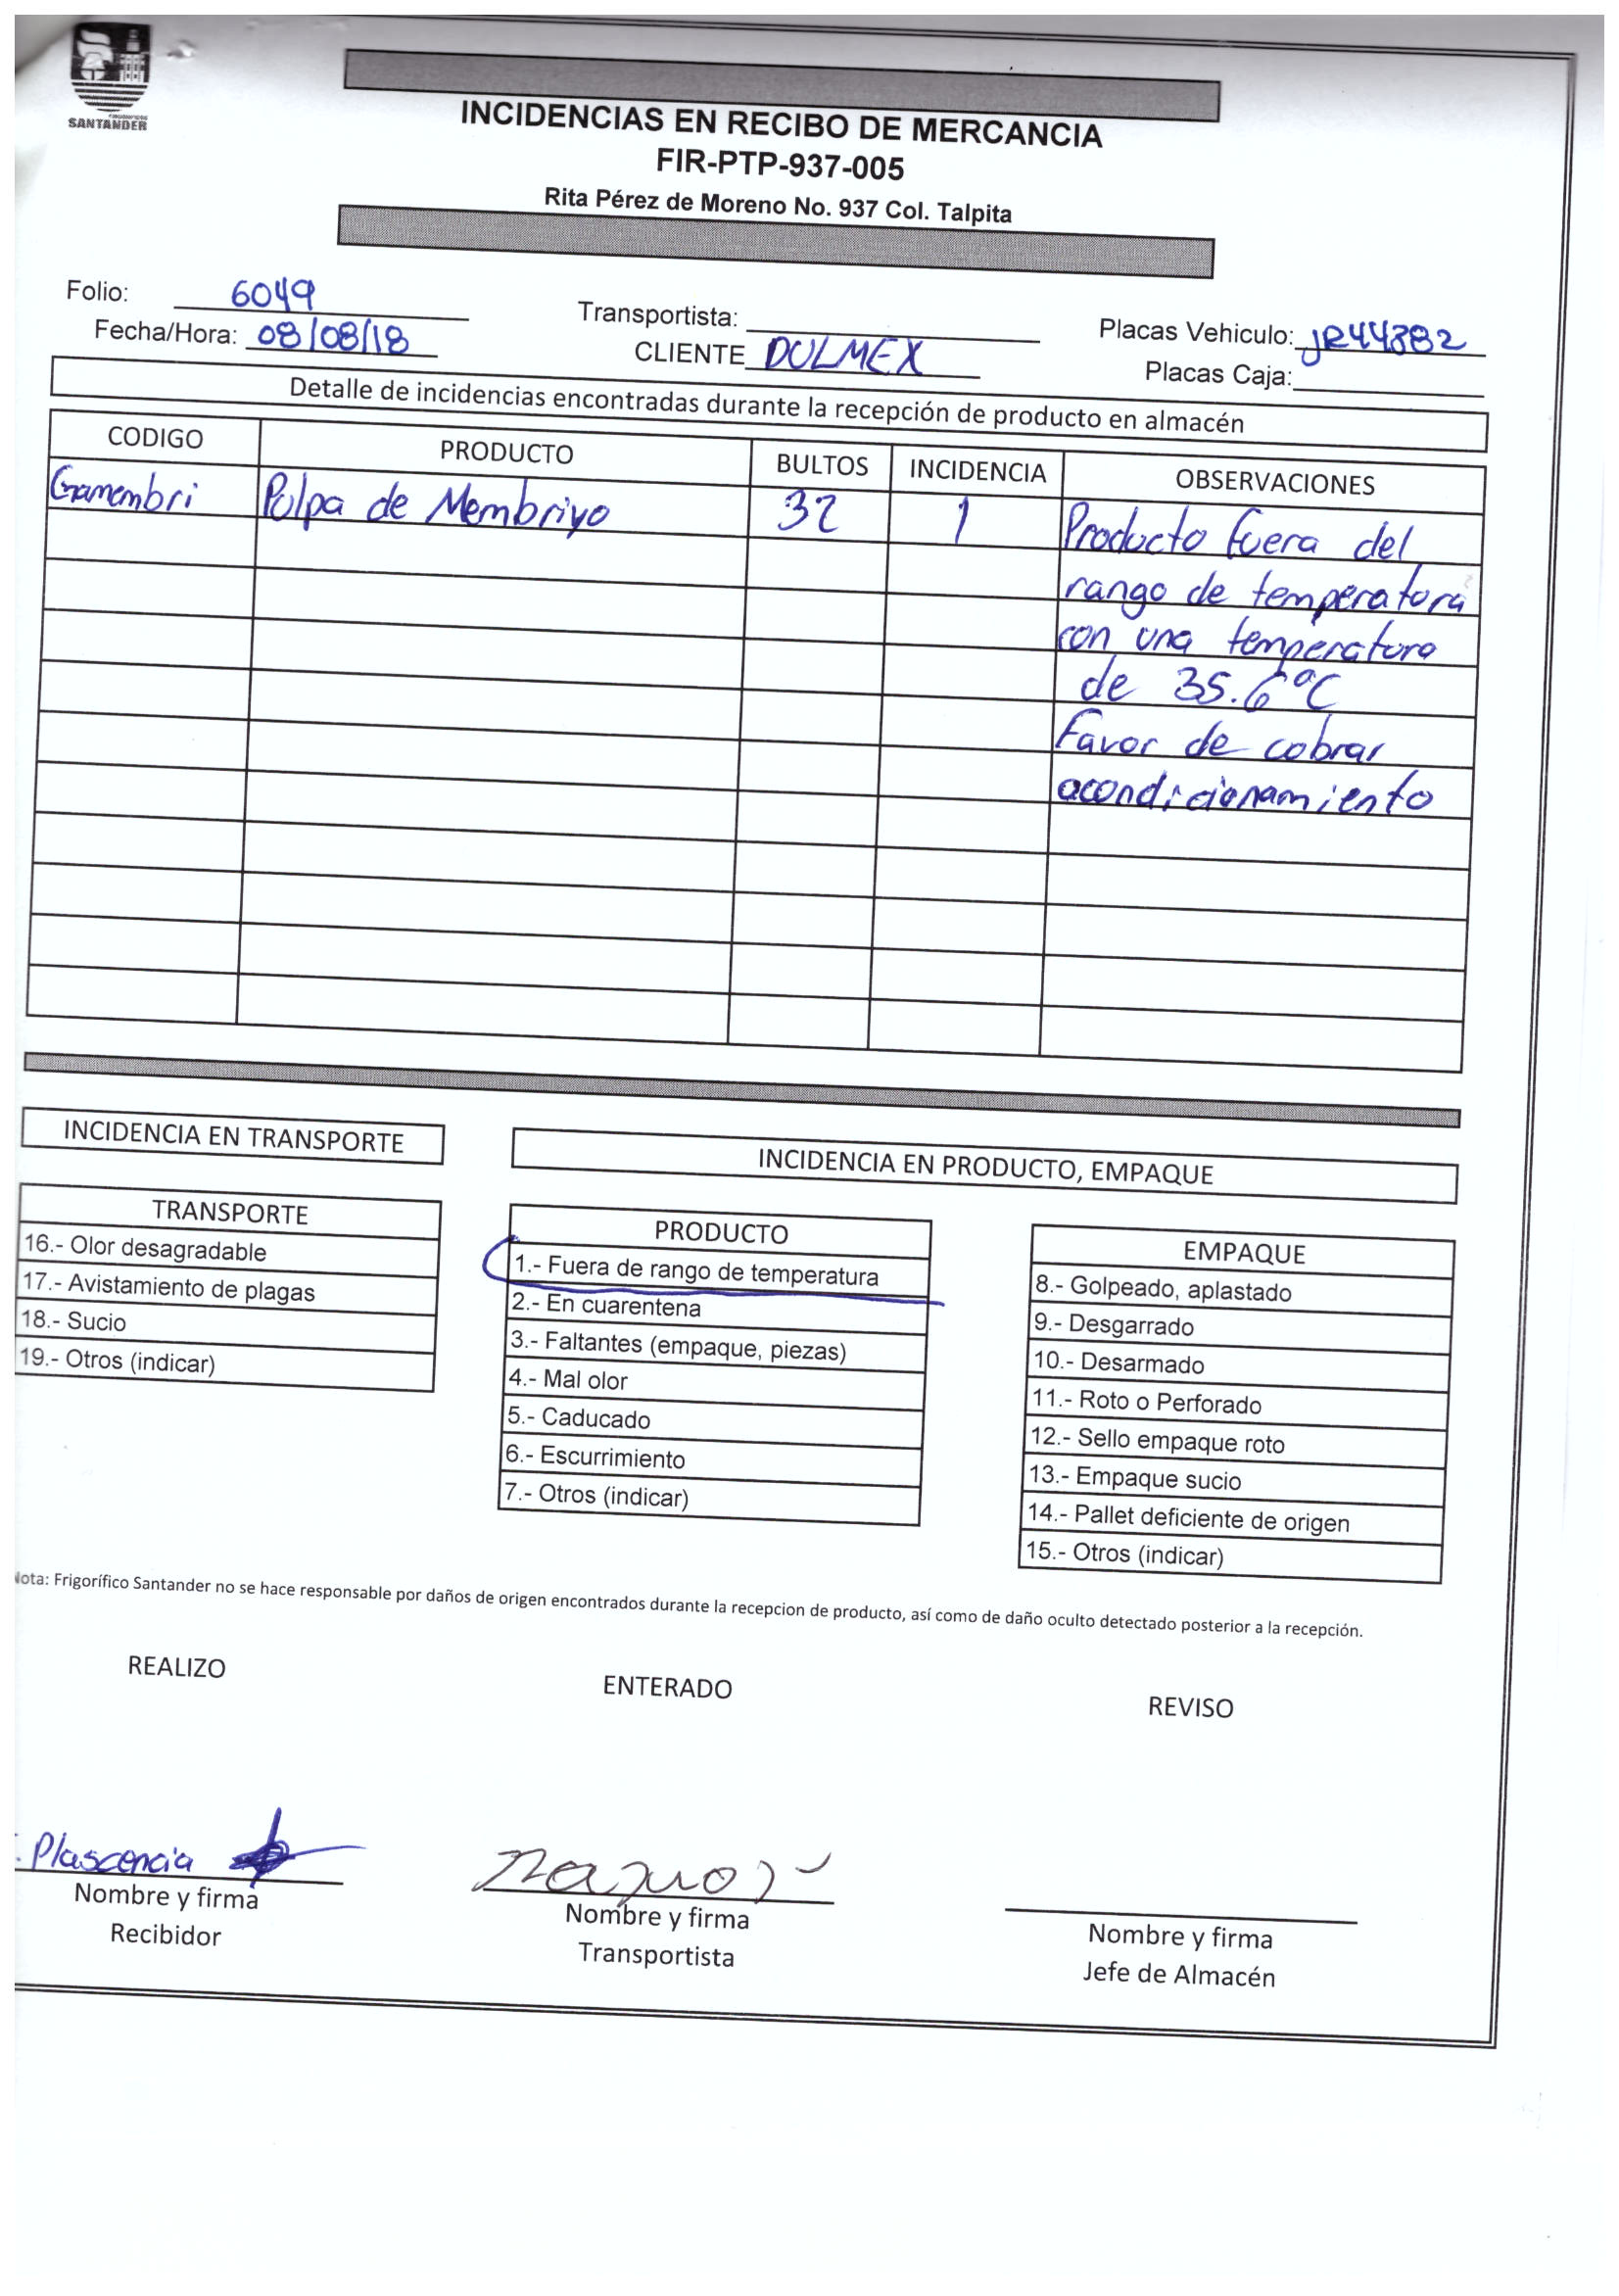 SANTANDER
INCIDENCIAS EN RECIBO DE MERCANCIA
FIR-PTP-937-005
Rita Pérez de Moreno No. 937 Col. Talpita
Folio: 6049 Transportista: Placas Vehiculo: JR44382
Fecha/Hora: 08/08/18 CLIENTE DULMEX Placas Caja:
Detalle de incidencias encontradas durante la recepción de producto en almacén
CODIGO PRODUCTO BULTOS INCIDENCIA OBSERVACIONES
Gamembri Pulpa de Membriyo 32 1 Producto fuera del
rango de temperatura
con una temperatura
de 35.6°C
Favor de cobrar
acondicionamiento
INCIDENCIA EN TRANSPORTE
INCIDENCIA EN PRODUCTO, EMPAQUE
TRANSPORTE
16.- Olor desagradable
17.- Avistamiento de plagas
18.- Sucio
19.- Otros (indicar)
PRODUCTO
1.- Fuera de rango de temperatura
2.- En cuarentena
3.- Faltantes (empaque, piezas)
4.- Mal olor
5.- Caducado
6.- Escurrimiento
7.- Otros (indicar)
EMPAQUE
8.- Golpeado, aplastado
9.- Desgarrado
10.- Desarmado
11.- Roto o Perforado
12.- Sello empaque roto
13.- Empaque sucio
14.- Pallet deficiente de origen
15.- Otros (indicar)
Nota: Frigorífico Santander no se hace responsable por daños de origen encontrados durante la recepcion de producto, así como de daño oculto detectado posterior a la recepción.
REALIZO ENTERADO REVISO
Plascencia
Nombre y firma Nombre y firma Nombre y firma
Recibidor Transportista Jefe de Almacén